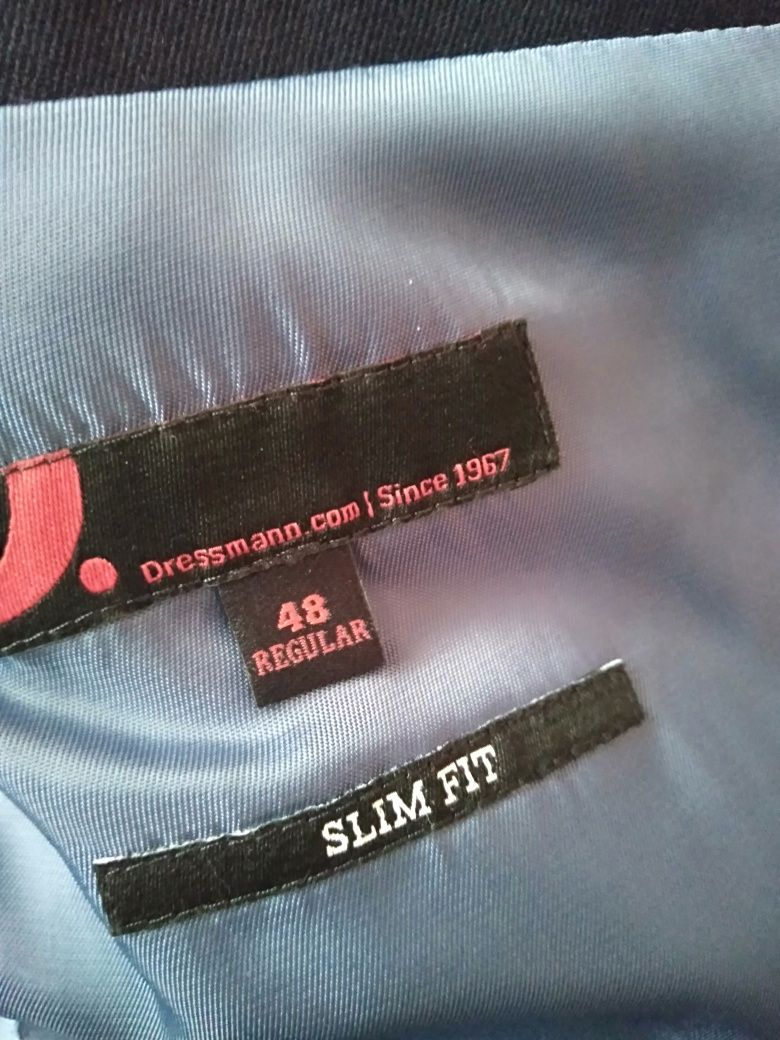 Dressmann.com | Since 1967
48
REGULAR
SLIM FIT